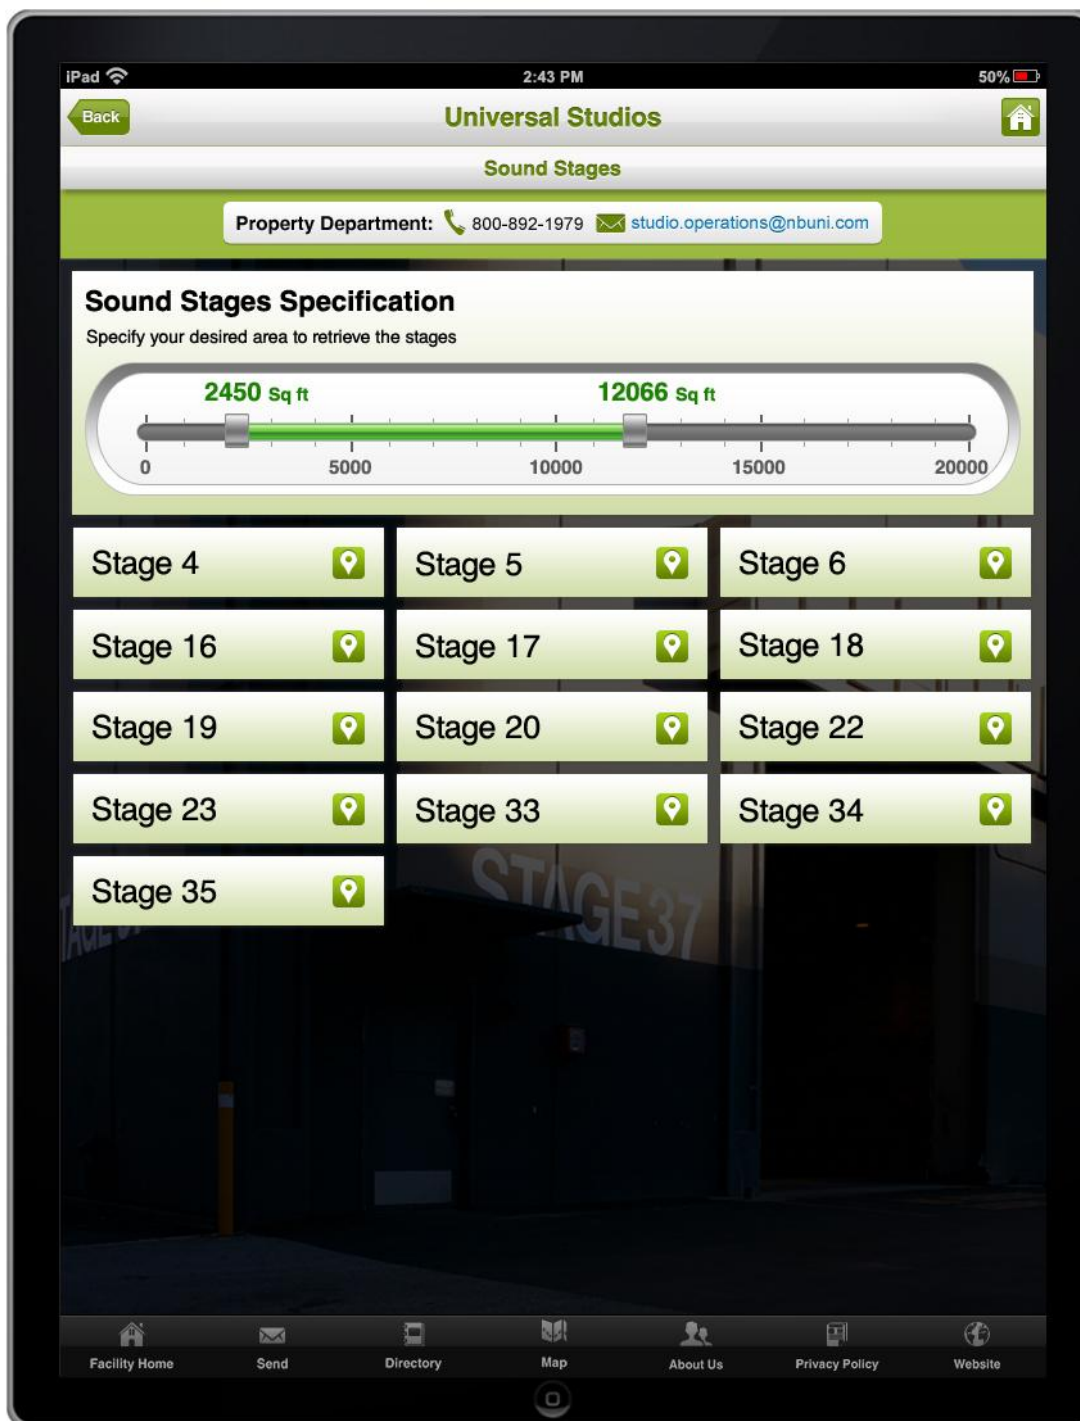 iPad 2:43 PM 50%
Back Universal Studios
Sound Stages
Property Department: 800-892-1979 studio.operations@nbuni.com
Sound Stages Specification
Specify your desired area to retrieve the stages
2450 Sq ft 12066 Sq ft
0 5000 10000 15000 20000
Stage 4 Stage 5 Stage 6
Stage 16 Stage 17 Stage 18
Stage 19 Stage 20 Stage 22
Stage 23 Stage 33 Stage 34
Stage 35
STAGE 37
Facility Home Send Directory Map About Us Privacy Policy Website